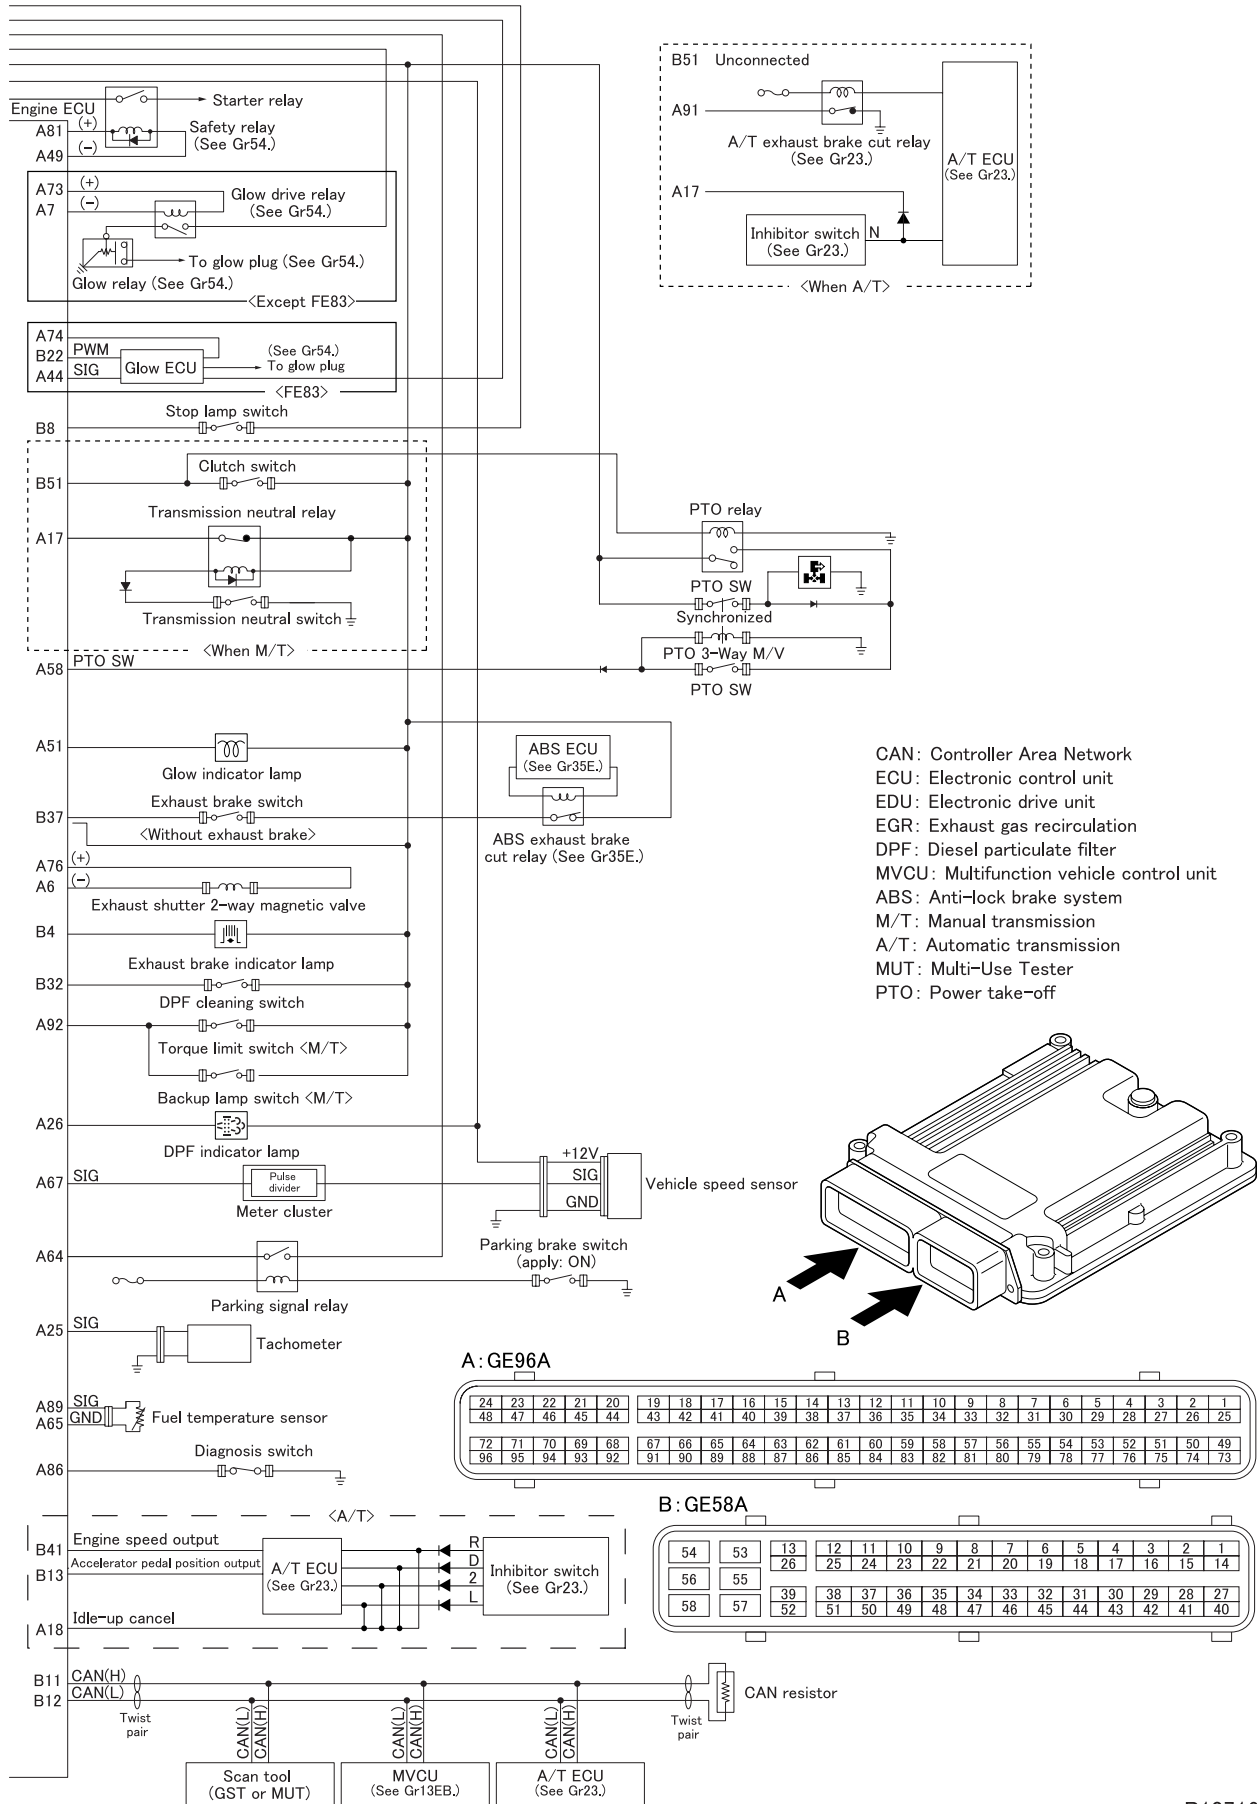 Engine ECU
Starter relay
A81 (+)
Safety relay
(See Gr54.)
A49 (-)
A73 (+)
A7 (-)
Glow drive relay
(See Gr54.)
To glow plug (See Gr54.)
Glow relay (See Gr54.)
<Except FE83>
A74
B22 PWM
A44 SIG
Glow ECU
(See Gr54.)
To glow plug
<FE83>
Stop lamp switch
B8
Clutch switch
B51
Transmission neutral relay
A17
Transmission neutral switch
<When M/T>
A58 PTO SW
B51 Unconnected
A91
A/T exhaust brake cut relay
(See Gr23.)
A17
Inhibitor switch
(See Gr23.)
N
A/T ECU
(See Gr23.)
<When A/T>
PTO relay
PTO SW
Synchronized
PTO 3-Way M/V
PTO SW
A51
Glow indicator lamp
Exhaust brake switch
B37
<Without exhaust brake>
ABS ECU
(See Gr35E.)
ABS exhaust brake
cut relay (See Gr35E.)
A76 (+)
A6 (-)
Exhaust shutter 2-way magnetic valve
B4
Exhaust brake indicator lamp
B32
DPF cleaning switch
A92
Torque limit switch <M/T>
Backup lamp switch <M/T>
A26
DPF indicator lamp
A67 SIG
Pulse
divider
Meter cluster
+12V
SIG
GND
Vehicle speed sensor
A64
Parking signal relay
Parking brake switch
(apply: ON)
A25 SIG
Tachometer
A89 SIG
A65 GND
Fuel temperature sensor
Diagnosis switch
A86
CAN: Controller Area Network
ECU: Electronic control unit
EDU: Electronic drive unit
EGR: Exhaust gas recirculation
DPF: Diesel particulate filter
MVCU: Multifunction vehicle control unit
ABS: Anti-lock brake system
M/T: Manual transmission
A/T: Automatic transmission
MUT: Multi-Use Tester
PTO: Power take-off
A
B
A:GE96A
24 23 22 21 20 19 18 17 16 15 14 13 12 11 10 9 8 7 6 5 4 3 2 1
48 47 46 45 44 43 42 41 40 39 38 37 36 35 34 33 32 31 30 29 28 27 26 25
72 71 70 69 68 67 66 65 64 63 62 61 60 59 58 57 56 55 54 53 52 51 50 49
96 95 94 93 92 91 90 89 88 87 86 85 84 83 82 81 80 79 78 77 76 75 74 73
B:GE58A
54 53 13 12 11 10 9 8 7 6 5 4 3 2 1
26 25 24 23 22 21 20 19 18 17 16 15 14
56 55
39 38 37 36 35 34 33 32 31 30 29 28 27
58 57 52 51 50 49 48 47 46 45 44 43 42 41 40
<A/T>
B41 Engine speed output
B13 Accelerator pedal position output
A/T ECU
(See Gr23.)
R
D
2
L
Inhibitor switch
(See Gr23.)
A18 Idle-up cancel
B11 CAN(H)
B12 CAN(L)
Twist
pair
CAN(L)
CAN(H)
CAN(L)
CAN(H)
CAN(L)
CAN(H)
Twist
pair
CAN resistor
Scan tool
(GST or MUT)
MVCU
(See Gr13EB.)
A/T ECU
(See Gr23.)